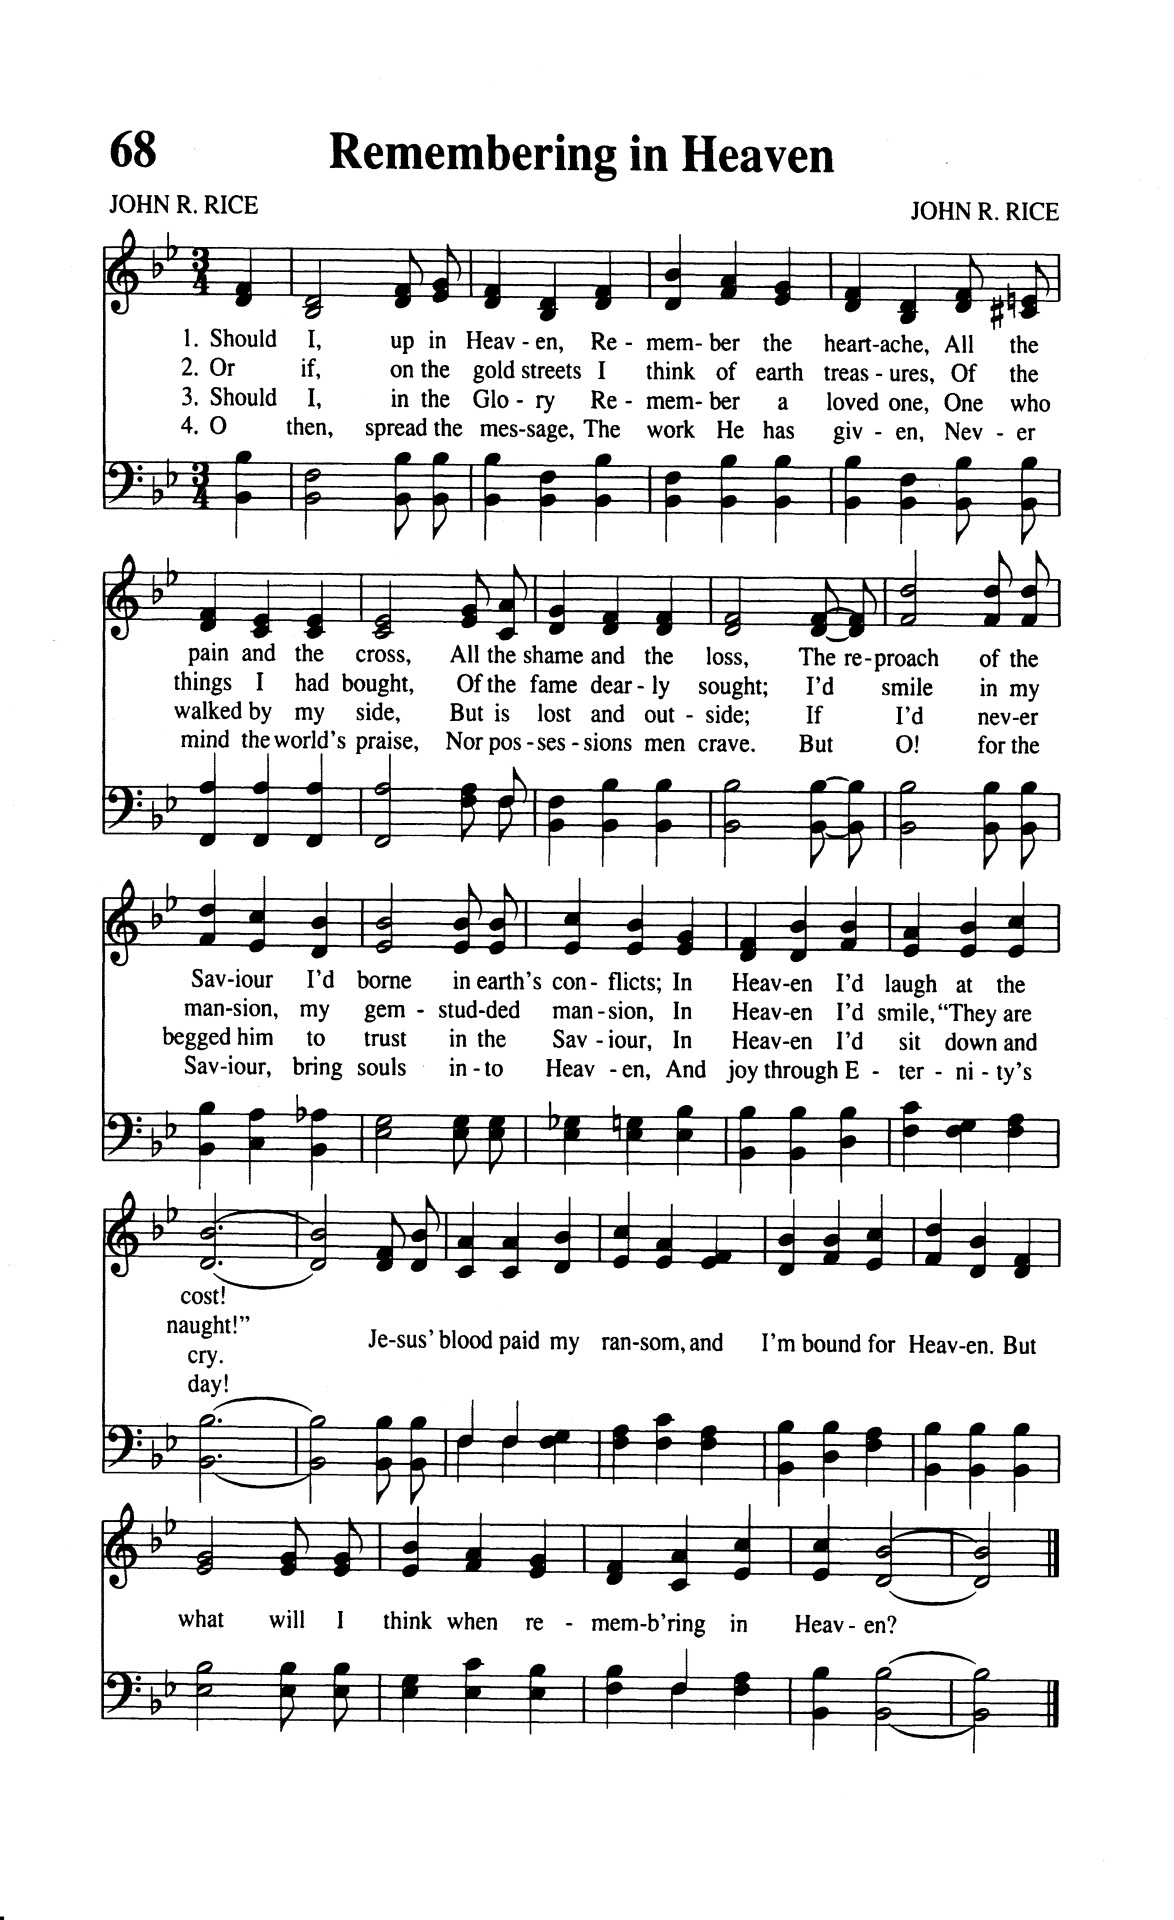 68 Remembering in Heaven
JOHN R. RICE JOHN R. RICE
3 4
1. Should I, up in Heav - en, Re - mem - ber the heart-ache, All the
2. Or if, on the gold streets I think of earth treas - ures, Of the
3. Should I, in the Glo - ry Re - mem - ber a loved one, One who
4. O then, spread the mes-sage, The work He has giv - en, Nev - er
3 4
pain and the cross, All the shame and the loss, The re-proach of the
things I had bought, Of the fame dear - ly sought; I'd smile in my
walked by my side, But is lost and out - side; If I'd nev-er
mind the world's praise, Nor pos - ses - sions men crave. But O! for the
Sav-iour I'd borne in earth's con - flicts; In Heav-en I'd laugh at the
man-sion, my gem - stud-ded man - sion, In Heav-en I'd smile, "They are
begged him to trust in the Sav - iour, In Heav-en I'd sit down and
Sav-iour, bring souls in - to Heav - en, And joy through E - ter - ni - ty's
cost!
naught!"
cry.
day!
Je-sus' blood paid my ran-som, and I'm bound for Heav-en. But
what will I think when re - mem-b'ring in Heav - en?